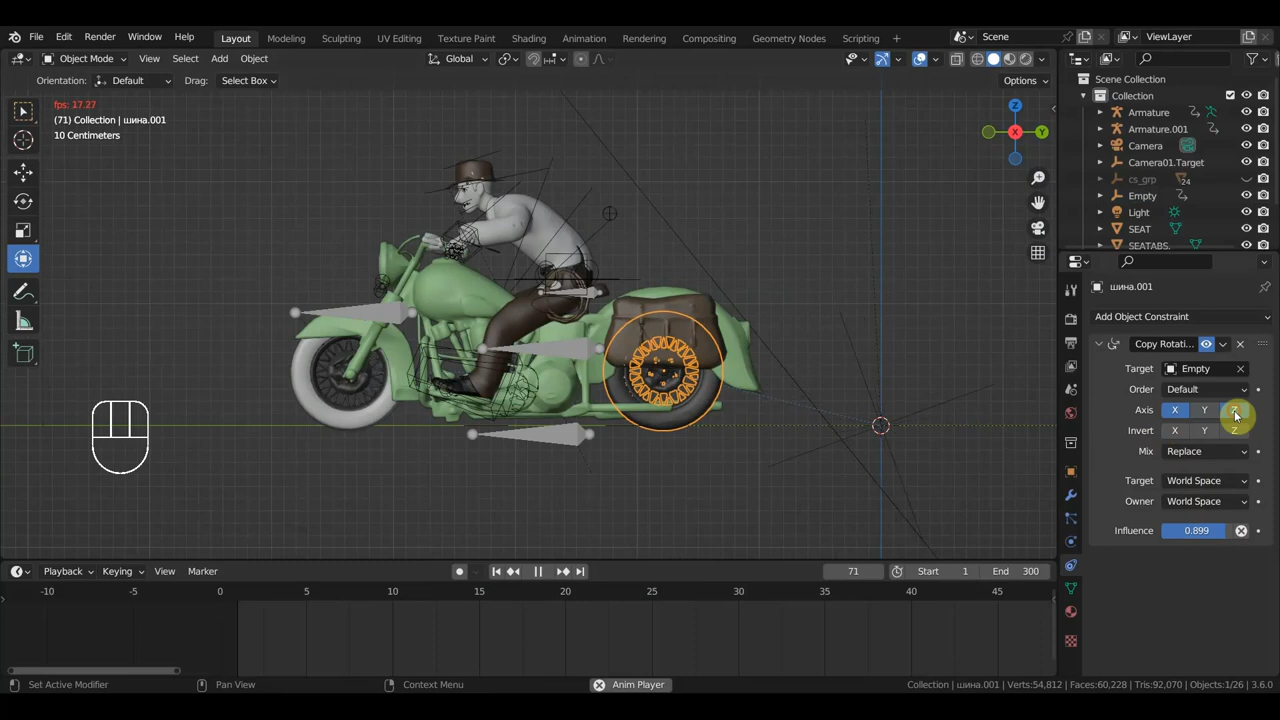 File Edit Render Window Help Layout Modeling Sculpting UV Editing Texture Paint Shading Animation Rendering Compositing Geometry Nodes Scripting + Scene ViewLayer
Object Mode View Select Add Object Global
Orientation: Default Drag: Select Box Options
fps: 17.27
(71) Collection | шина.001
10 Centimeters
Z
Y
X
Scene Collection
Collection
Armature
Armature.001
Camera
Camera01.Target
cs_grp 24
Empty
Light
SEAT
SEATABS.
шина.001
Add Object Constraint
Copy Rotati...
Target Empty
Order Default
Axis X Y Z
Invert X Y Z
Mix Replace
Target World Space
Owner World Space
Influence 0.899
Playback Keying View Marker 71 Start 1 End 300
-10 -5 1 5 10 15 20 25 30 35 40 45
Set Active Modifier Pan View Context Menu Anim Player Collection | шина.001 | Verts:54,812 | Faces:60,228 | Tris:92,070 | Objects:1/26 | 3.6.0